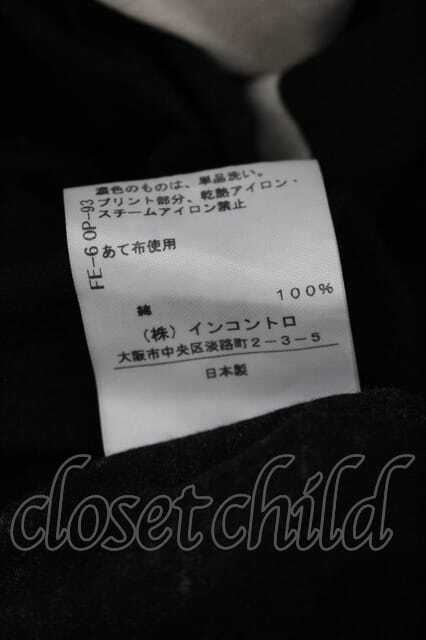 濃色のものは、単品洗い。
プリント部分、乾熱アイロン・
スチームアイロン禁止
FE-6 OP-93
あて布使用
綿 100%
(株)インコントロ
大阪市中央区淡路町2-3-5
日本製
closetchild